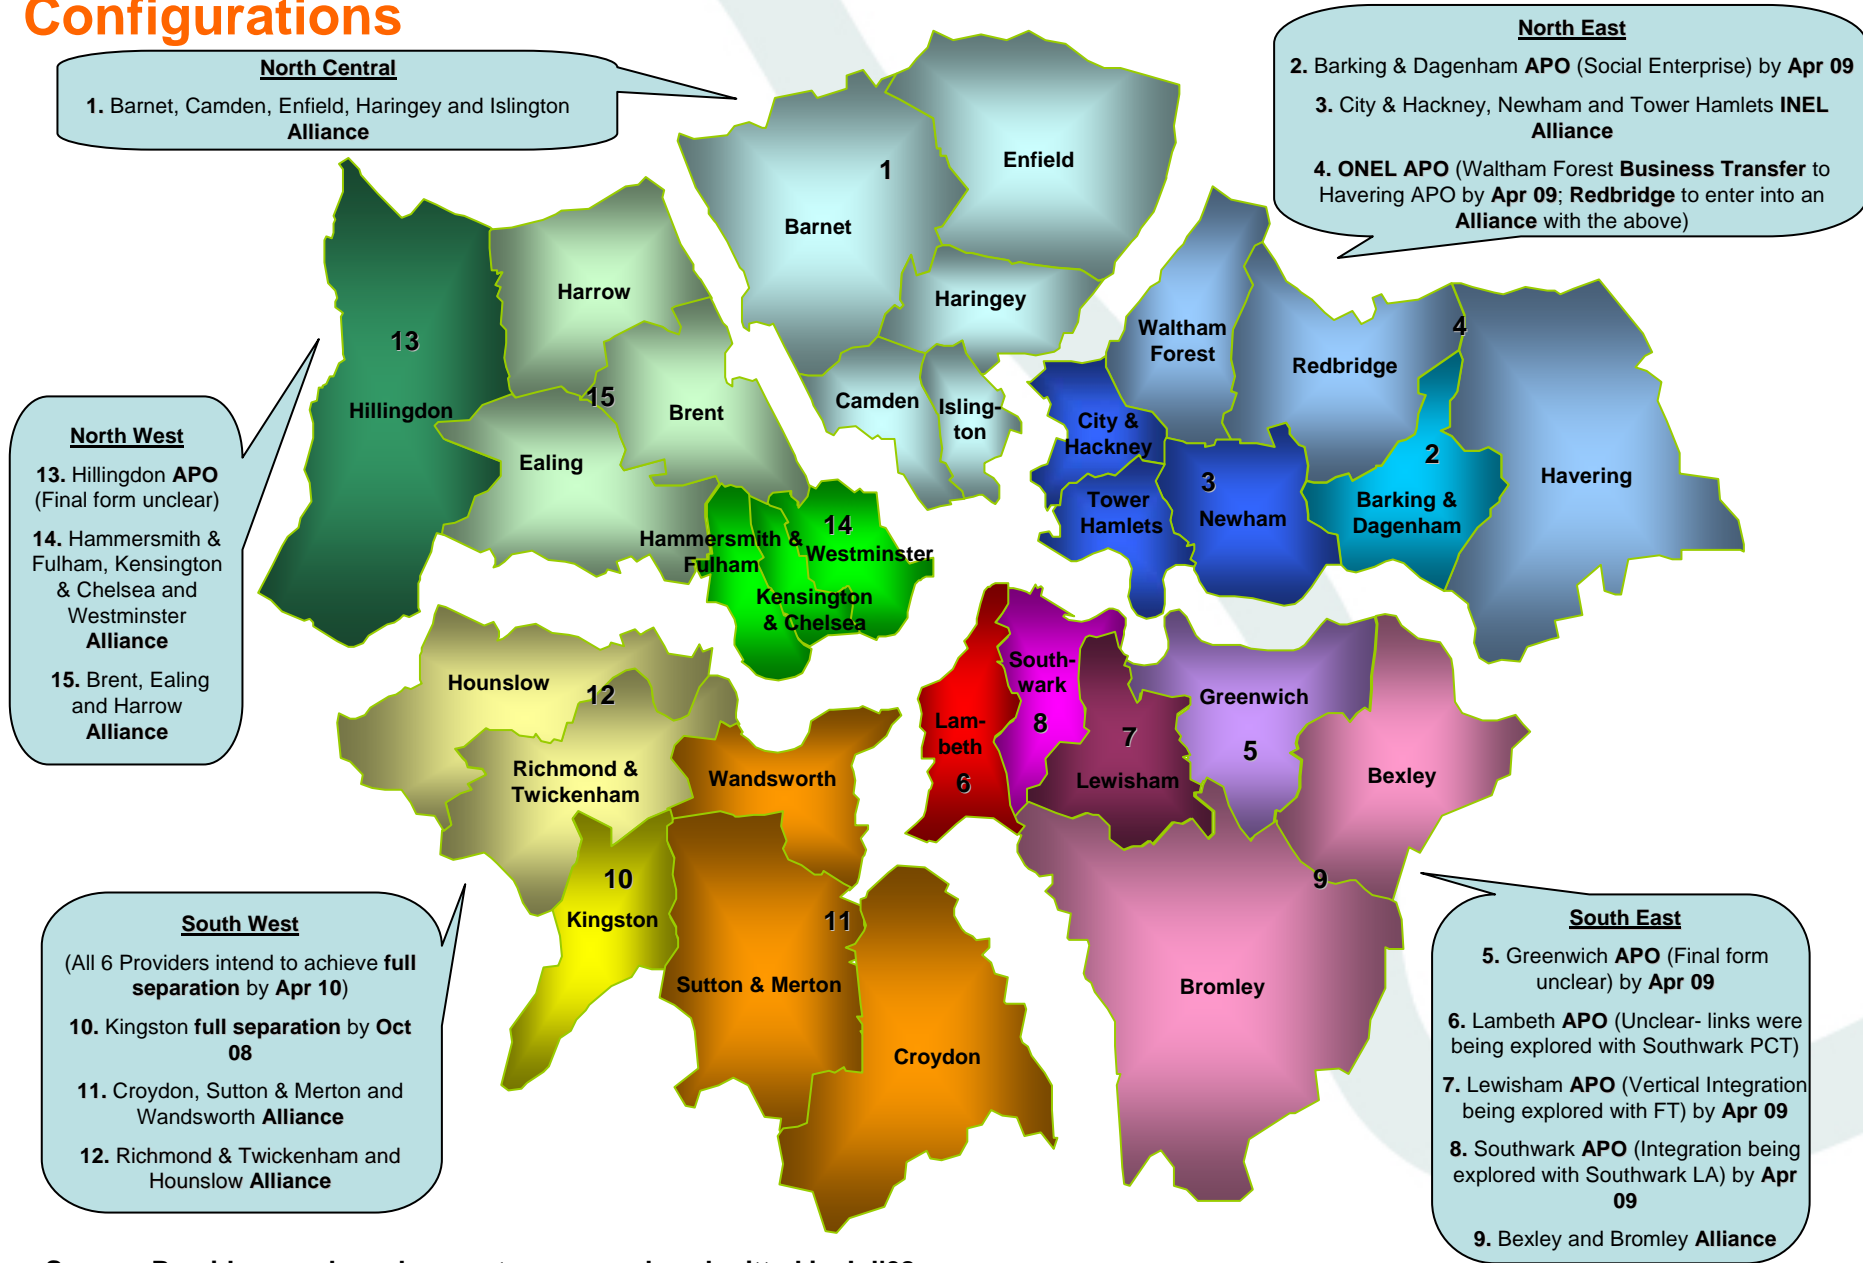 Configurations
North Central
1. Barnet, Camden, Enfield, Haringey and Islington
Alliance
North East
2. Barking & Dagenham APO (Social Enterprise) by Apr 09
3. City & Hackney, Newham and Tower Hamlets INEL
Alliance
4. ONEL APO (Waltham Forest Business Transfer to
Havering APO by Apr 09; Redbridge to enter into an
Alliance with the above)
1
Enfield
Barnet
Haringey
Camden
Isling-
ton
Harrow
13
Hillingdon
15
Brent
Ealing
14
Hammersmith &
Fulham
Westminster
Kensington
& Chelsea
Waltham
Forest
Redbridge
4
City &
Hackney
2
Havering
3
Tower
Hamlets
Newham
Barking &
Dagenham
North West
13. Hillingdon APO
(Final form unclear)
14. Hammersmith &
Fulham, Kensington
& Chelsea and
Westminster
Alliance
15. Brent, Ealing
and Harrow
Alliance
Hounslow
12
Richmond &
Twickenham
Wandsworth
10
Kingston
11
Sutton & Merton
Croydon
South-
wark
8
Lam-
beth
6
7
Lewisham
Greenwich
5
Bexley
9
Bromley
South West
(All 6 Providers intend to achieve full
separation by Apr 10)
10. Kingston full separation by Oct
08
11. Croydon, Sutton & Merton and
Wandsworth Alliance
12. Richmond & Twickenham and
Hounslow Alliance
South East
5. Greenwich APO (Final form
unclear) by Apr 09
6. Lambeth APO (Unclear- links were
being explored with Southwark PCT)
7. Lewisham APO (Vertical Integration
being explored with FT) by Apr 09
8. Southwark APO (Integration being
explored with Southwark LA) by Apr
09
9. Bexley and Bromley Alliance